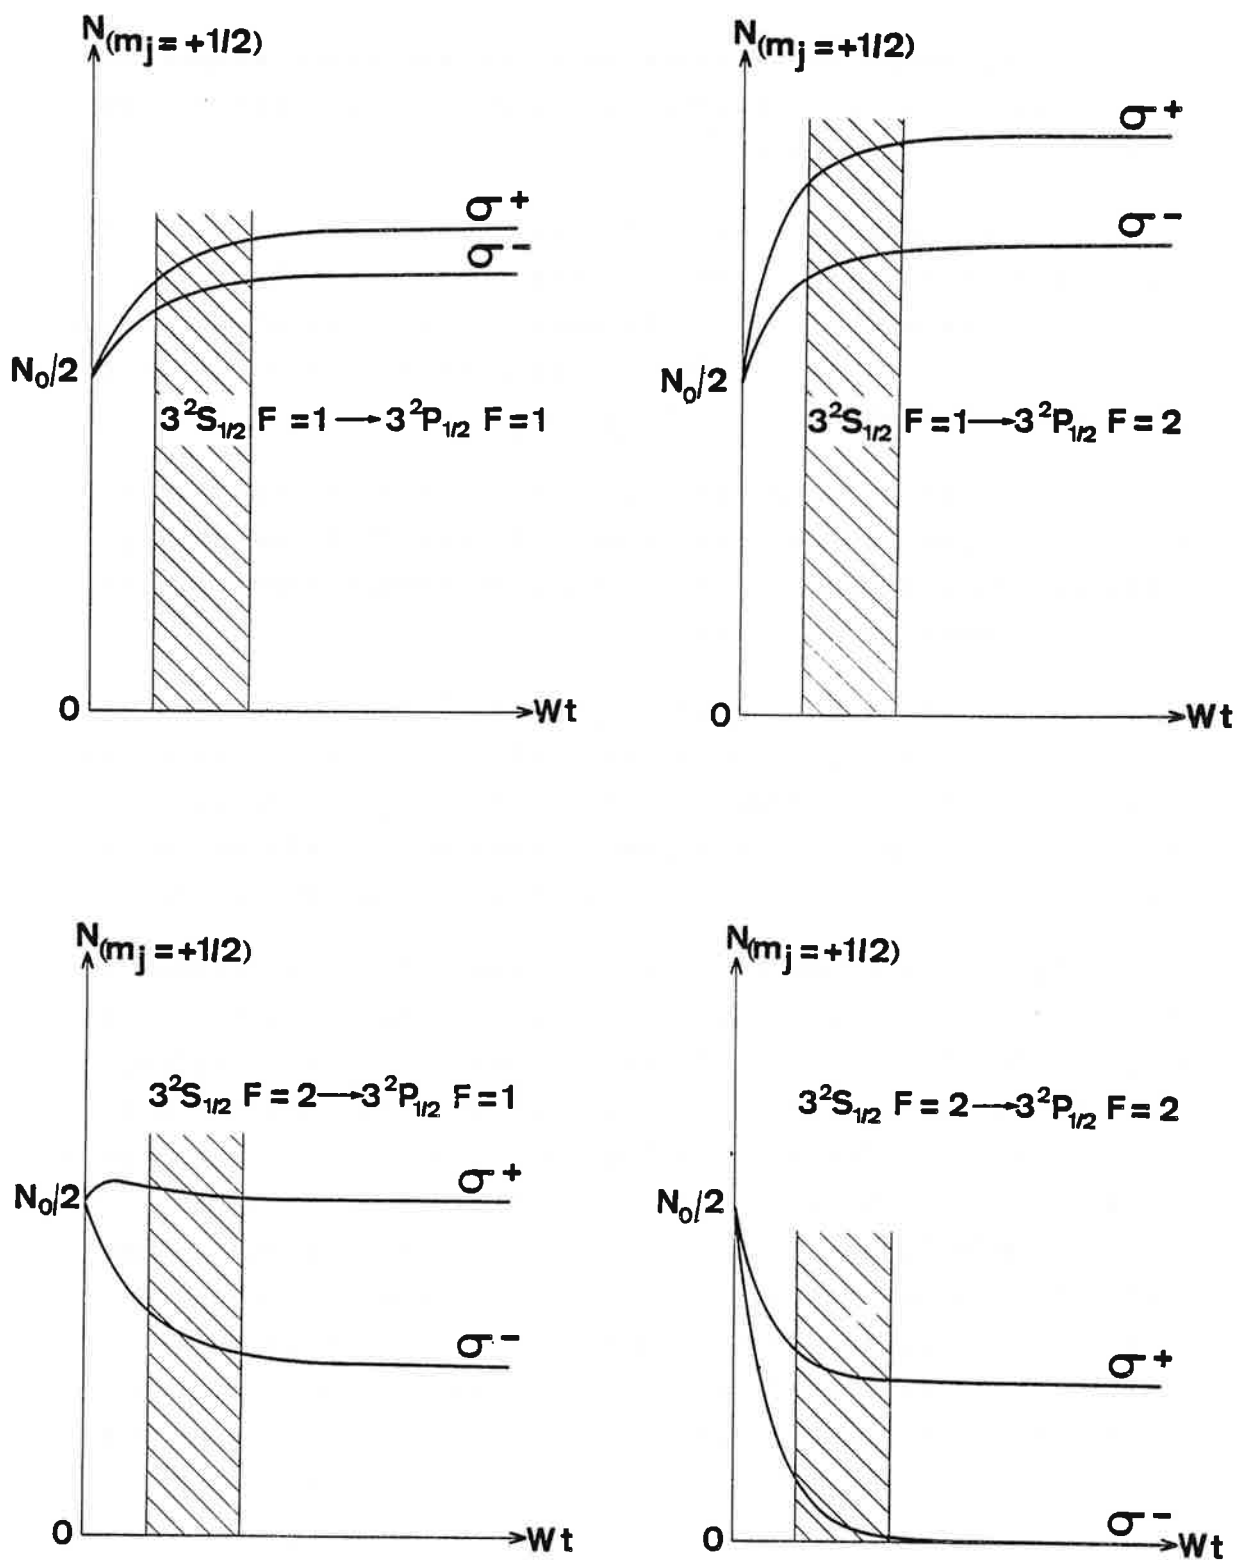 N(mj = +1/2)
σ+
σ-
N0/2
3²S1/2 F = 1 → 3²P1/2 F = 1
0
Wt
N(mj = +1/2)
σ+
σ-
N0/2
3²S1/2 F = 1 → 3²P1/2 F = 2
0
Wt
N(mj = +1/2)
3²S1/2 F = 2 → 3²P1/2 F = 1
σ+
N0/2
σ-
0
Wt
N(mj = +1/2)
3²S1/2 F = 2 → 3²P1/2 F = 2
N0/2
σ+
σ-
0
Wt